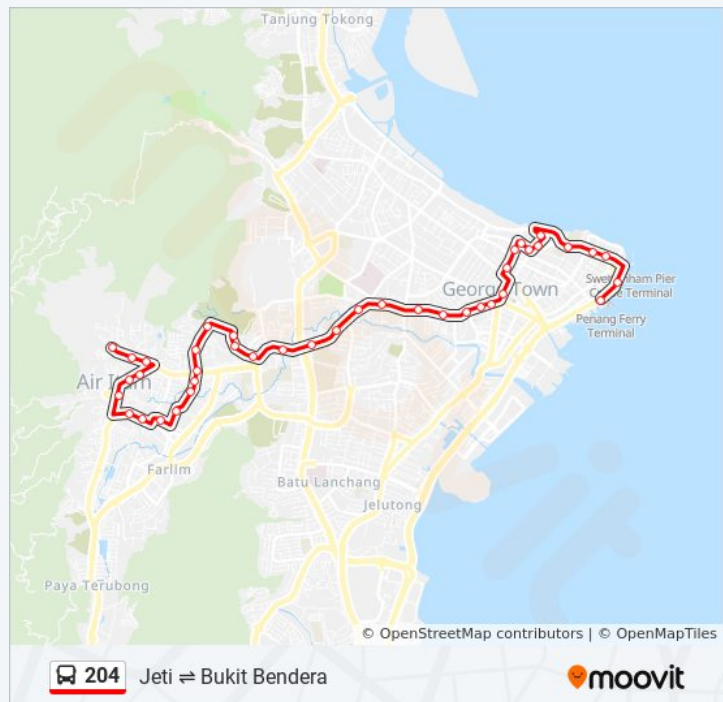 Tanjung Tokong
George Town
Swettenham Pier
Cruise Terminal
Penang Ferry
Terminal
Air Itam
Farlim
Batu Lanchang
Jelutong
Paya Terubong
© OpenStreetMap contributors | © OpenMapTiles
204 Jeti ⇌ Bukit Bendera
moovit